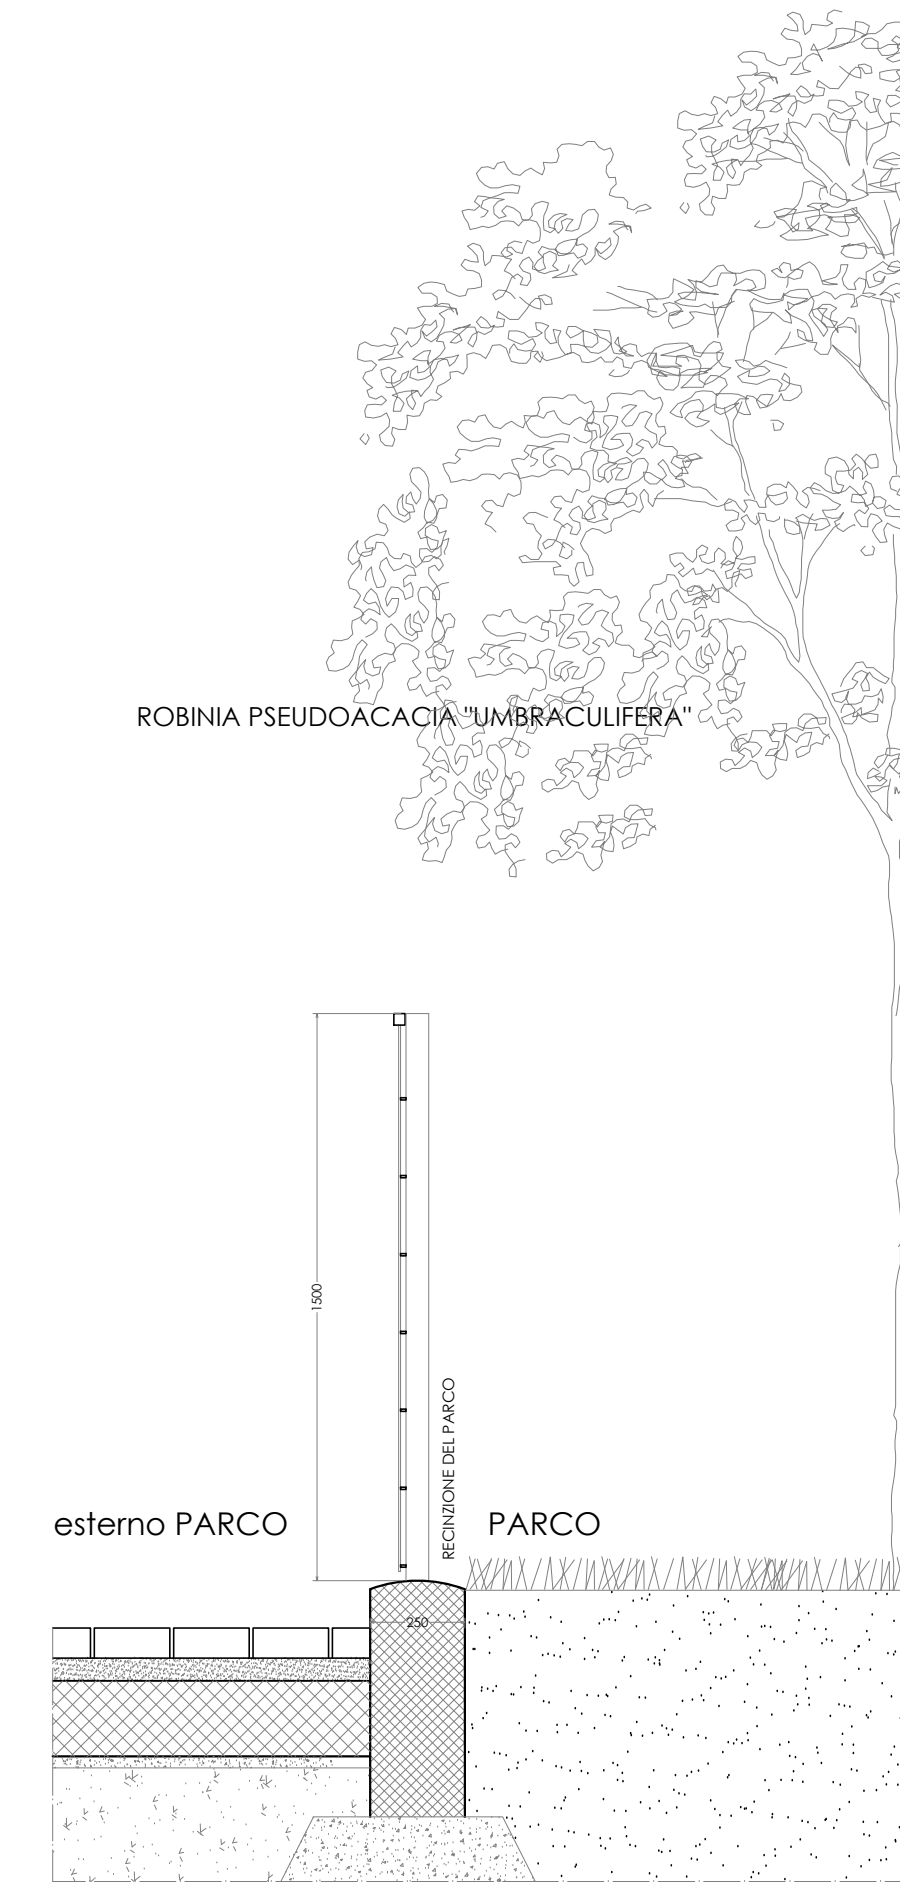 ROBINIA PSEUDOACACIA "UMBRACULIFERA"
1500
RECINZIONE DEL PARCO
esterno PARCO
PARCO
250